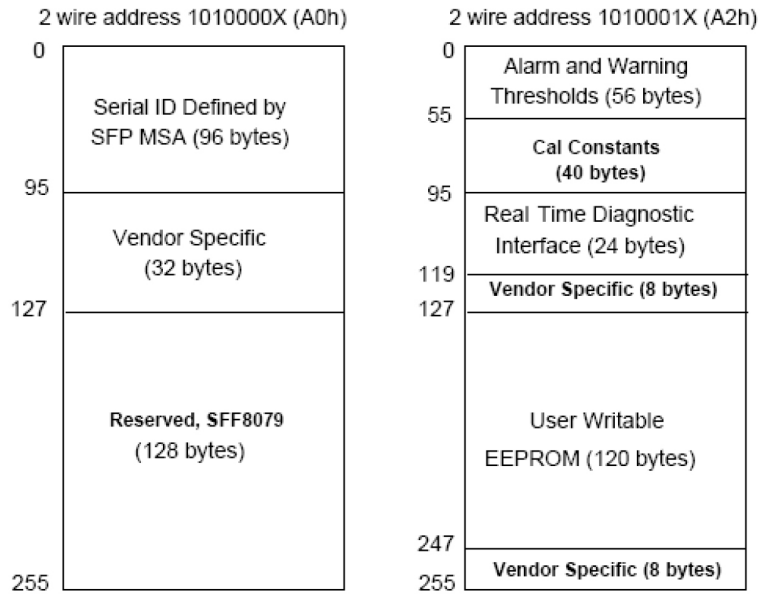 2 wire address 1010000X (A0h)
0
Serial ID Defined by
SFP MSA (96 bytes)
95
Vendor Specific
(32 bytes)
127
Reserved, SFF8079
(128 bytes)
255
2 wire address 1010001X (A2h)
0
Alarm and Warning
Thresholds (56 bytes)
55
Cal Constants
(40 bytes)
95
Real Time Diagnostic
Interface (24 bytes)
119
Vendor Specific (8 bytes)
127
User Writable
EEPROM (120 bytes)
247
Vendor Specific (8 bytes)
255